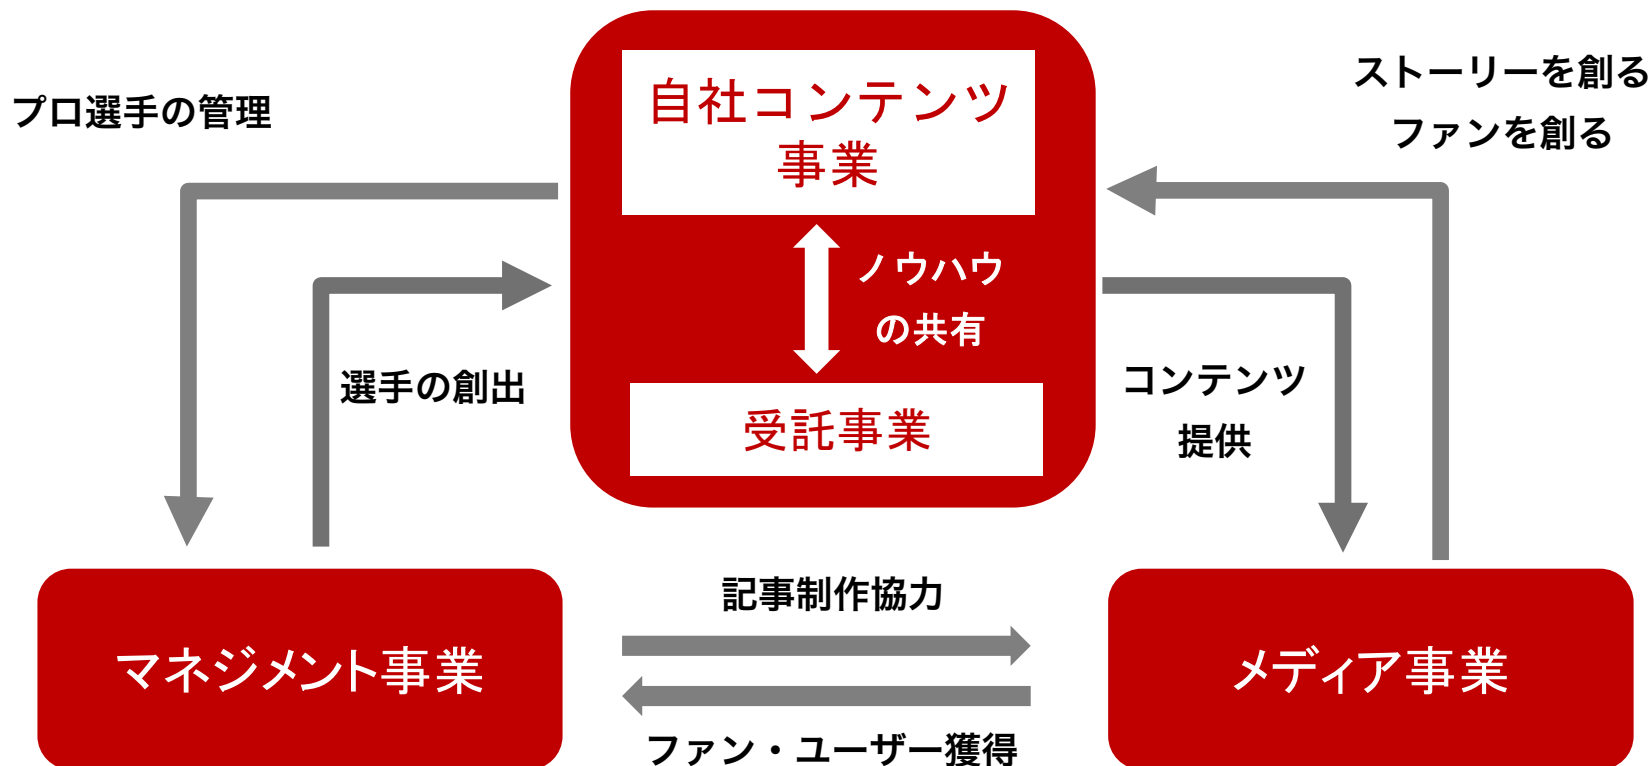 プロ選手の管理
自社コンテンツ
事業
ストーリーを創る
ファンを創る
ノウハウ
の共有
選手の創出
コンテンツ
提供
受託事業
記事制作協力
マネジメント事業
メディア事業
ファン・ユーザー獲得